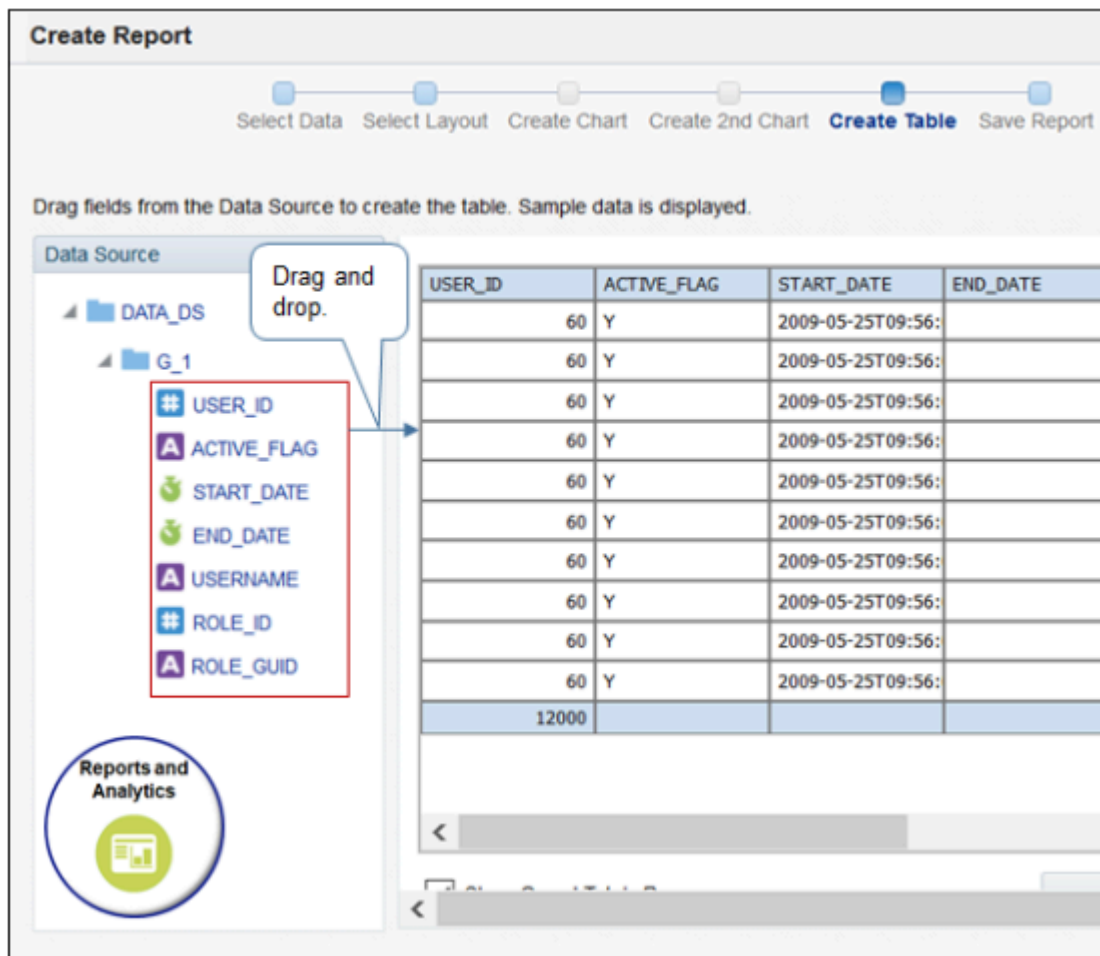 Create Report
Select Data Select Layout Create Chart Create 2nd Chart Create Table Save Report
Drag fields from the Data Source to create the table. Sample data is displayed.
Data Source
Drag and
drop.
DATA_DS
G_1
# USER_ID
A ACTIVE_FLAG
START_DATE
END_DATE
A USERNAME
# ROLE_ID
A ROLE_GUID
Reports and
Analytics
USER_ID ACTIVE_FLAG START_DATE END_DATE
60 Y 2009-05-25T09:56:
60 Y 2009-05-25T09:56:
60 Y 2009-05-25T09:56:
60 Y 2009-05-25T09:56:
60 Y 2009-05-25T09:56:
60 Y 2009-05-25T09:56:
60 Y 2009-05-25T09:56:
60 Y 2009-05-25T09:56:
60 Y 2009-05-25T09:56:
60 Y 2009-05-25T09:56:
12000